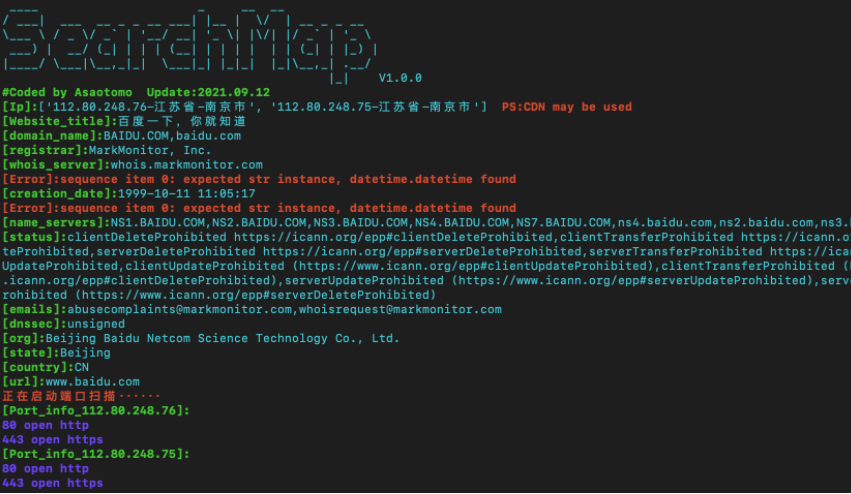 SearchMap
V1.0.0
#Coded by Asaotomo  Update:2021.09.12
[Ip]:['112.80.248.76-江苏省-南京市', '112.80.248.75-江苏省-南京市']  PS:CDN may be used
[Website_title]:百度一下，你就知道
[domain_name]:BAIDU.COM,baidu.com
[registrar]:MarkMonitor, Inc.
[whois_server]:whois.markmonitor.com
[Error]:sequence item 0: expected str instance, datetime.datetime found
[creation_date]:1999-10-11 11:05:17
[Error]:sequence item 0: expected str instance, datetime.datetime found
[name_servers]:NS1.BAIDU.COM,NS2.BAIDU.COM,NS3.BAIDU.COM,NS4.BAIDU.COM,NS7.BAIDU.COM,ns4.baidu.com,ns2.baidu.com,ns3.
[status]:clientDeleteProhibited https://icann.org/epp#clientDeleteProhibited,clientTransferProhibited https://icann.o
teProhibited,serverDeleteProhibited https://icann.org/epp#serverDeleteProhibited,serverTransferProhibited https://ica
UpdateProhibited,clientUpdateProhibited (https://www.icann.org/epp#clientUpdateProhibited),clientTransferProhibited (
.icann.org/epp#clientDeleteProhibited),serverUpdateProhibited (https://www.icann.org/epp#serverUpdateProhibited),serv
rohibited (https://www.icann.org/epp#serverDeleteProhibited)
[emails]:abusecomplaints@markmonitor.com,whoisrequest@markmonitor.com
[dnssec]:unsigned
[org]:Beijing Baidu Netcom Science Technology Co., Ltd.
[state]:Beijing
[country]:CN
[url]:www.baidu.com
正在启动端口扫描······
[Port_info_112.80.248.76]:
80 open http
443 open https
[Port_info_112.80.248.75]:
80 open http
443 open https